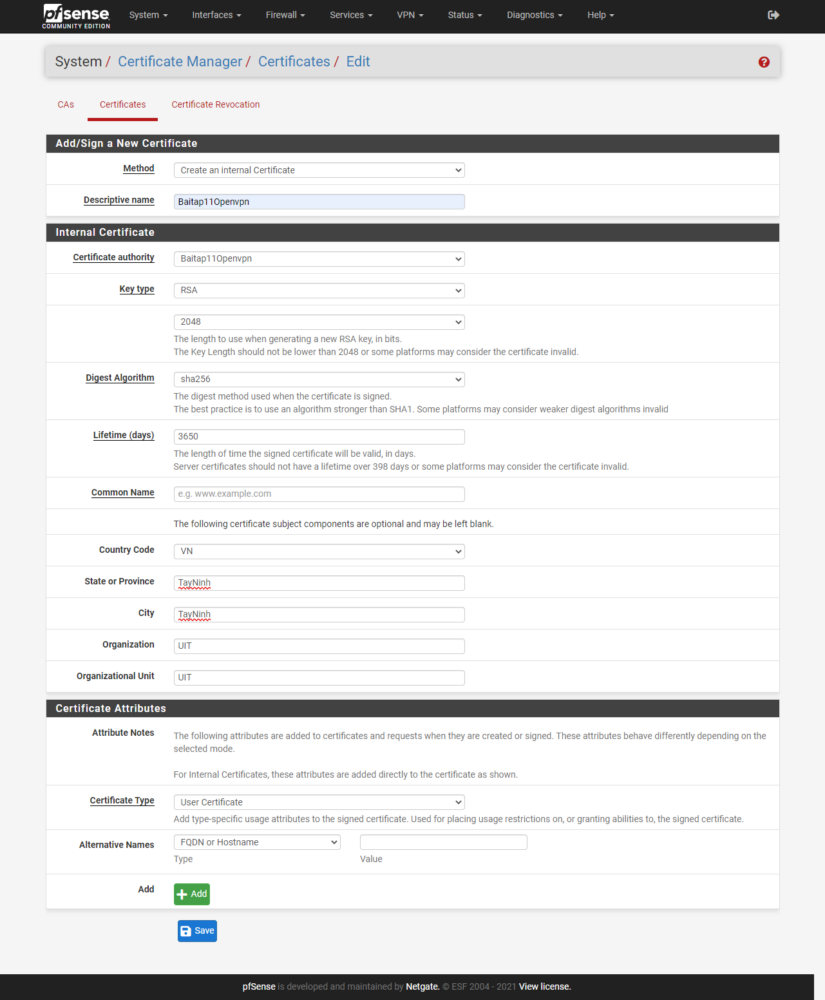 pfsense
COMMUNITY EDITION
System Interfaces Firewall Services VPN Status Diagnostics Help
System / Certificate Manager / Certificates / Edit
CAs Certificates Certificate Revocation
Add/Sign a New Certificate
Method Create an internal Certificate
Descriptive name Baitap11Openvpn
Internal Certificate
Certificate authority Baitap11Openvpn
Key type RSA
2048
The length to use when generating a new RSA key, in bits.
The Key Length should not be lower than 2048 or some platforms may consider the certificate invalid.
Digest Algorithm sha256
The digest method used when the certificate is signed.
The best practice is to use an algorithm stronger than SHA1. Some platforms may consider weaker digest algorithms invalid
Lifetime (days) 3650
The length of time the signed certificate will be valid, in days.
Server certificates should not have a lifetime over 398 days or some platforms may consider the certificate invalid.
Common Name e.g. www.example.com
The following certificate subject components are optional and may be left blank.
Country Code VN
State or Province TayNinh
City TayNinh
Organization UIT
Organizational Unit UIT
Certificate Attributes
Attribute Notes The following attributes are added to certificates and requests when they are created or signed. These attributes behave differently depending on the
selected mode.
For Internal Certificates, these attributes are added directly to the certificate as shown.
Certificate Type User Certificate
Add type-specific usage attributes to the signed certificate. Used for placing usage restrictions on, or granting abilities to, the signed certificate.
Alternative Names FQDN or Hostname
Type Value
Add Add
Save
pfSense is developed and maintained by Netgate. © ESF 2004 - 2021 View license.